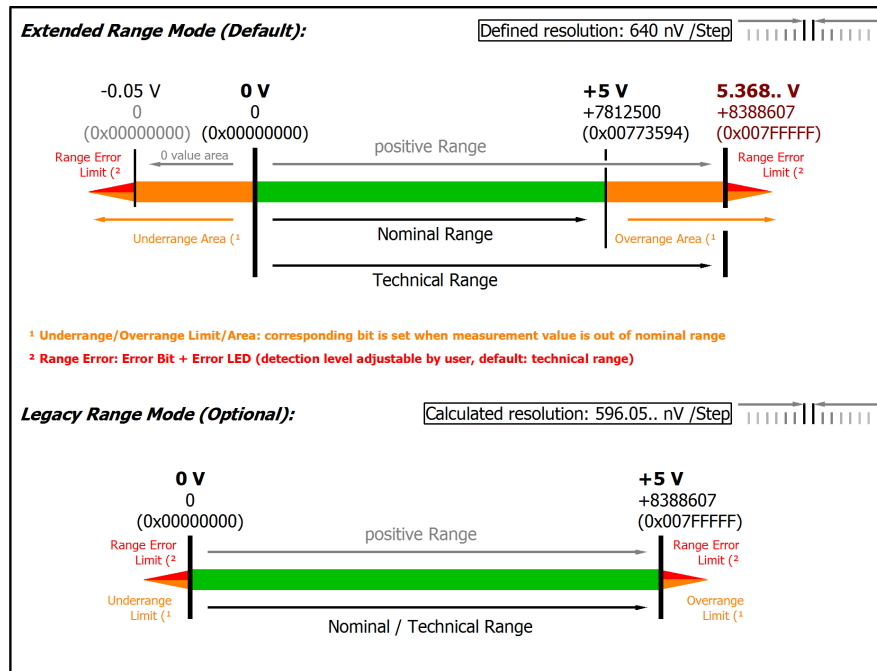 Extended Range Mode (Default):
Defined resolution: 640 nV /Step
-0.05 V
0
(0x00000000)
0 V
0
(0x00000000)
+5 V
+7812500
(0x00773594)
5.368.. V
+8388607
(0x007FFFFF)
Range Error
Limit (²
0 value area
positive Range
Range Error
Limit (²
Underrange Area (¹
Nominal Range
Overrange Area (¹
Technical Range
¹ Underrange/Overrange Limit/Area: corresponding bit is set when measurement value is out of nominal range
² Range Error: Error Bit + Error LED (detection level adjustable by user, default: technical range)
Legacy Range Mode (Optional):
Calculated resolution: 596.05.. nV /Step
0 V
0
(0x00000000)
+5 V
+8388607
(0x007FFFFF)
Range Error
Limit (²
positive Range
Range Error
Limit (²
Underrange
Limit (¹
Overrange
Limit (¹
Nominal / Technical Range